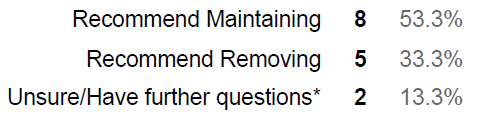 Recommend Maintaining 8 53.3%
Recommend Removing 5 33.3%
Unsure/Have further questions* 2 13.3%